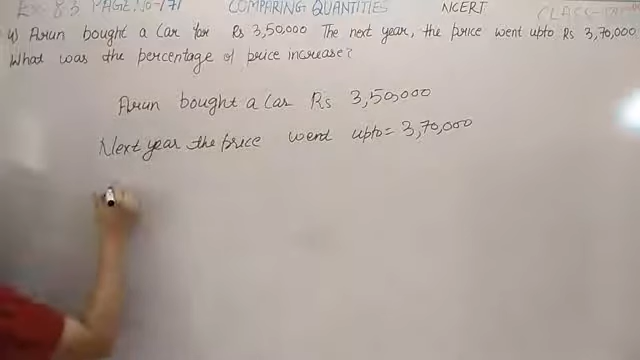 Ex- 8.3 PAGE.No-171 COMPARING QUANTITIES NCERT
4) Arun bought a Car for Rs 3,50,000 The next year, the price went upto Rs 3,70,000
What was the percentage of price increase?
Arun bought a Car Rs 3,50,000
Next year the price went upto = 3,70,000